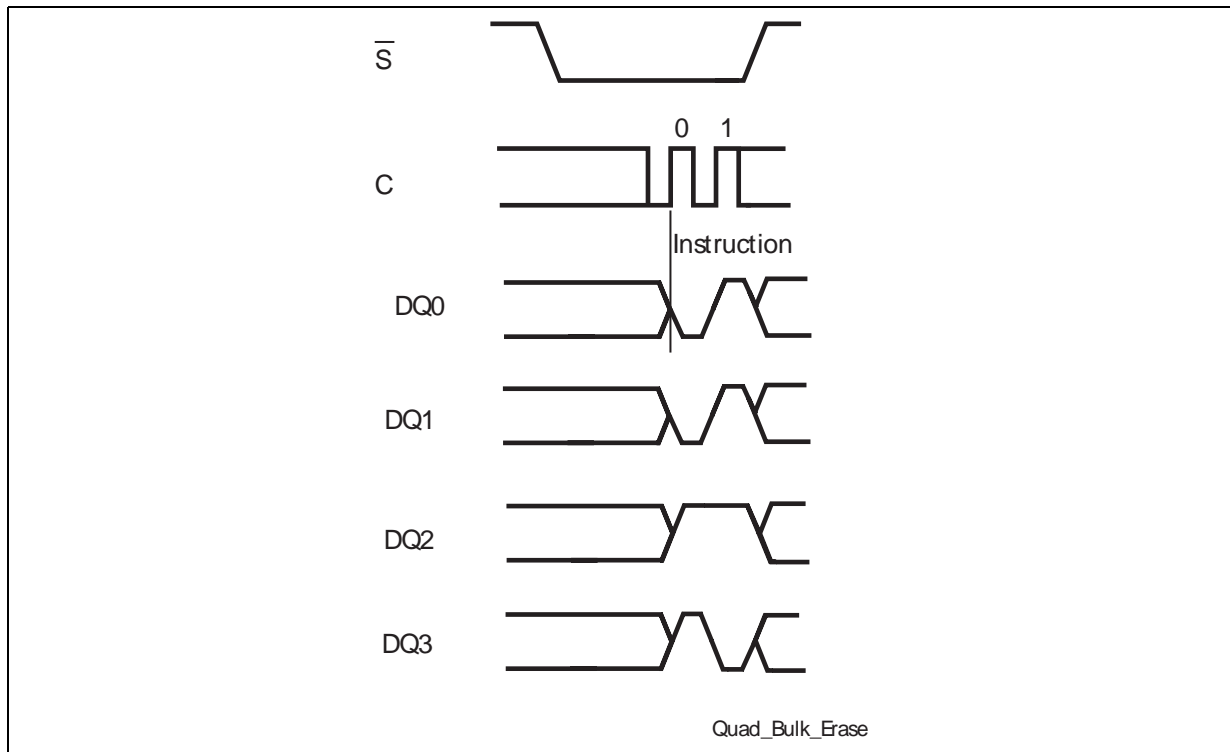 S̅
0 1
C
Instruction
DQ0
DQ1
DQ2
DQ3
Quad_Bulk_Erase